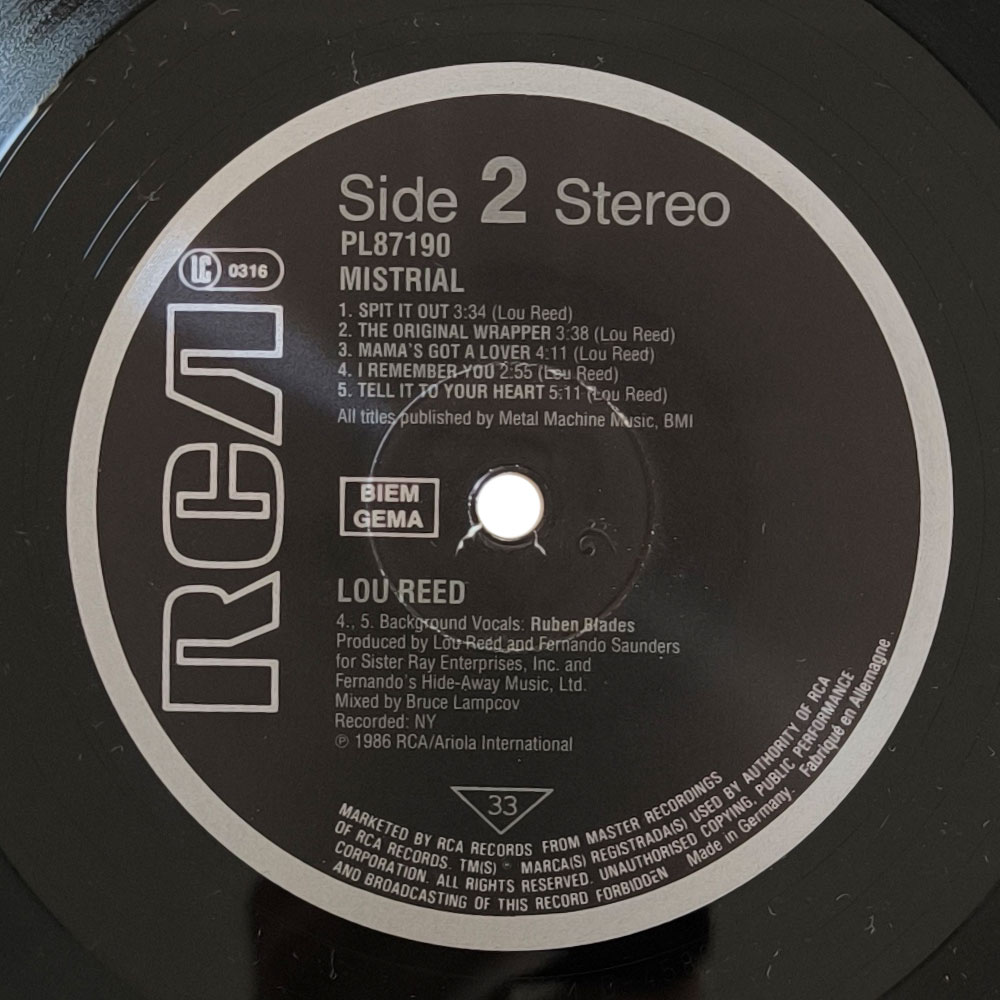 Side 2 Stereo
PL87190
MISTRIAL
LC 0316
RCA
1. SPIT IT OUT 3:34 (Lou Reed)
2. THE ORIGINAL WRAPPER 3:38 (Lou Reed)
3. MAMA'S GOT A LOVER 4:11 (Lou Reed)
4. I REMEMBER YOU 2:55 (Lou Reed)
5. TELL IT TO YOUR HEART 5:11 (Lou Reed)
All titles published by Metal Machine Music, BMI
BIEM
GEMA
LOU REED
4., 5. Background Vocals: Ruben Blades
Produced by Lou Reed and Fernando Saunders
for Sister Ray Enterprises, Inc. and
Fernando's Hide-Away Music, Ltd.
Mixed by Bruce Lampcov
Recorded: NY
℗ 1986 RCA/Ariola International
33
MARKETED BY RCA RECORDS FROM MASTER RECORDINGS
OF RCA RECORDS. TM(S) ® MARCA(S) REGISTRADA(S) USED BY AUTHORITY OF RCA
CORPORATION. ALL RIGHTS RESERVED. UNAUTHORISED COPYING, PUBLIC PERFORMANCE
AND BROADCASTING OF THIS RECORD FORBIDDEN Made in Germany. Fabriqué en Allemagne